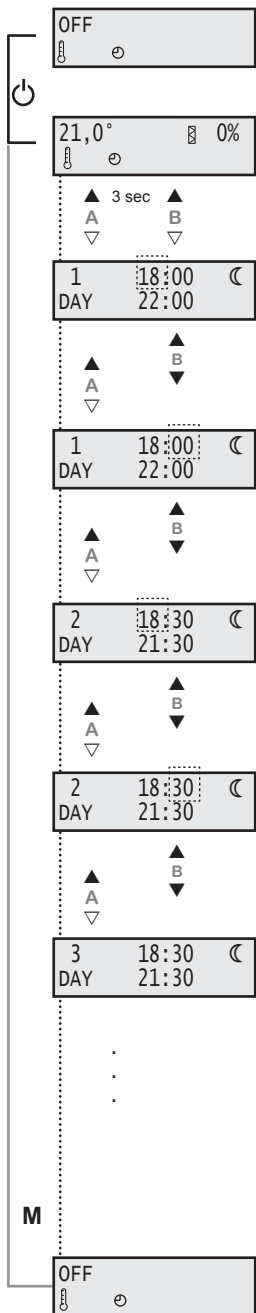 OFF
21,0° 0%
3 sec
A B
1 18:00
DAY 22:00
B
A
1 18:00
DAY 22:00
B
A
2 18:30
DAY 21:30
B
A
2 18:30
DAY 21:30
B
A
3 18:30
DAY 21:30
.
.
.
M
OFF